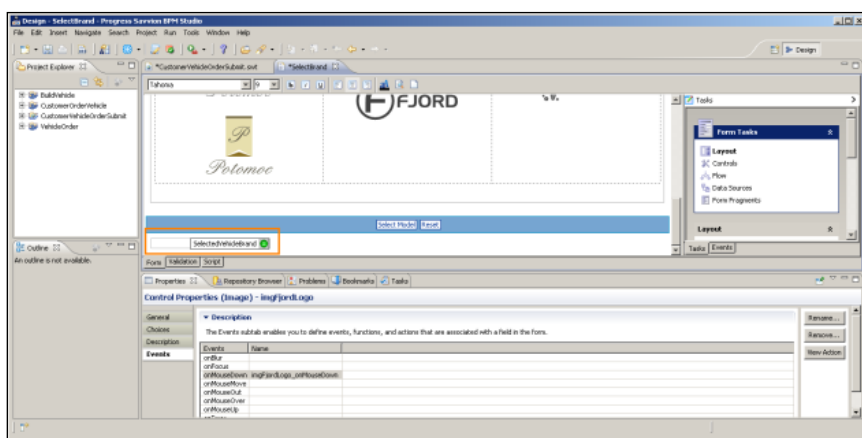 Design - SelectBrand - Progress Savvion BPM Studio
File Edit Insert Navigate Search Project Run Tools Window Help
Design
Project Explorer
*CustomerVehicleOrderSubmit.swt
*SelectBrand
BuildVehicle
CustomerOrderVehicle
CustomerVehicleOrderSubmit
VehicleOrder
Tahoma
9
FJORD
P
Potomoc
Select Model Reset
SelectedVehicleBrand
Form Validation Script
Tasks
Form Tasks
Layout
Controls
Flow
Data Sources
Form Fragments
Layout
Tasks Events
Outline
An outline is not available.
Properties Repository Browser Problems Bookmarks Tasks
Control Properties (Image) - imgFjordLogo
General
Choices
Description
Events
Description
The Events subtab enables you to define events, functions, and actions that are associated with a field in the form.
Events Name
onBlur
onFocus
onMouseDown imgFjordLogo_onMouseDown
onMouseMove
onMouseOut
onMouseOver
onMouseUp
Rename...
Remove...
New Action